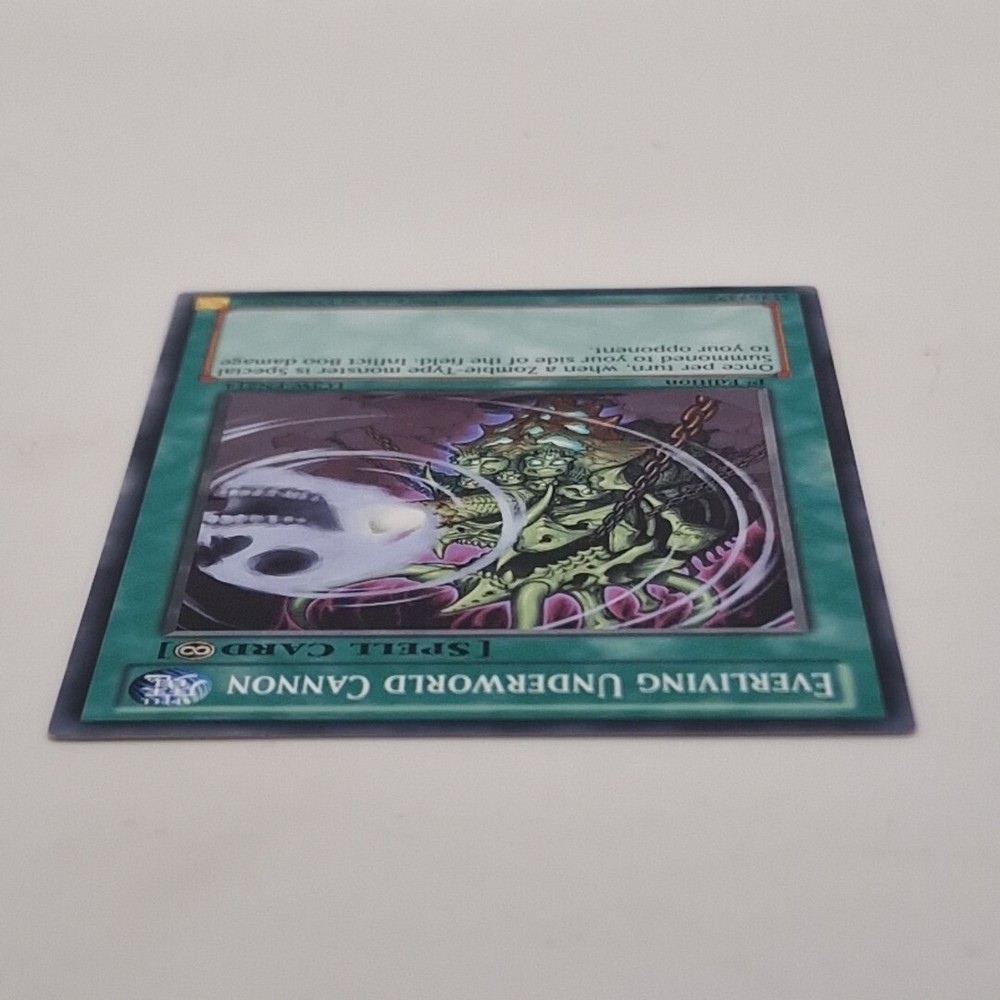 EVERLIVING UNDERWORLD CANNON
[SPELL CARD ∞]
1st Edition
Once per turn, when a Zombie-Type monster is Special
Summoned to your side of the field: Inflict 800 damage
to your opponent.